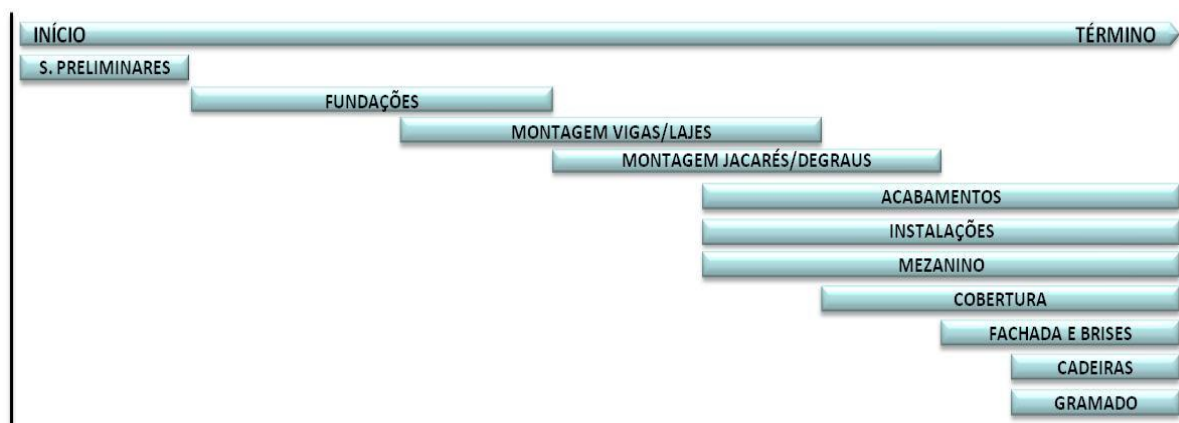 INÍCIO TÉRMINO
S. PRELIMINARES
FUNDAÇÕES
MONTAGEM VIGAS/LAJES
MONTAGEM JACARÉS/DEGRAUS
ACABAMENTOS
INSTALAÇÕES
MEZANINO
COBERTURA
FACHADA E BRISES
CADEIRAS
GRAMADO